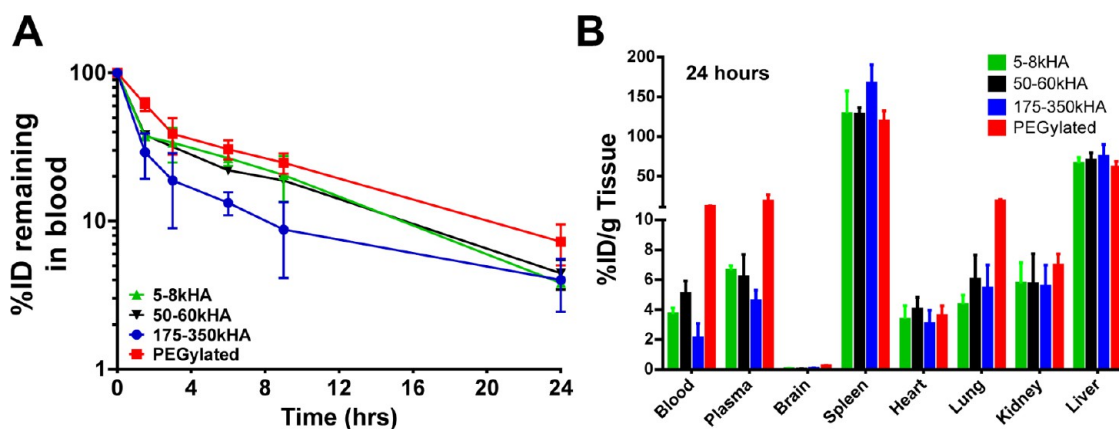 A
%ID remaining
in blood
100
10
1
0
4
8
12
16
20
24
Time (hrs)
5-8kHA
50-60kHA
175-350kHA
PEGylated
B
24 hours
%ID/g Tissue
200
150
100
50
10
8
6
4
2
0
5-8kHA
50-60kHA
175-350kHA
PEGylated
Blood
Plasma
Brain
Spleen
Heart
Lung
Kidney
Liver